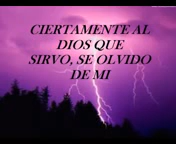 CIERTAMENTE AL
DIOS QUE
SIRVO, SE OLVIDO
DE MI